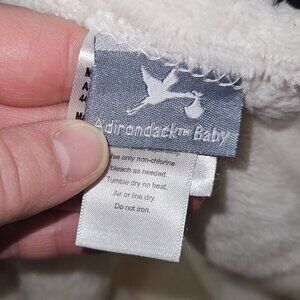 Adirondack™ Baby
Use only non-chlorine
bleach as needed.
Tumble dry no heat.
Air or line dry.
Do not iron.